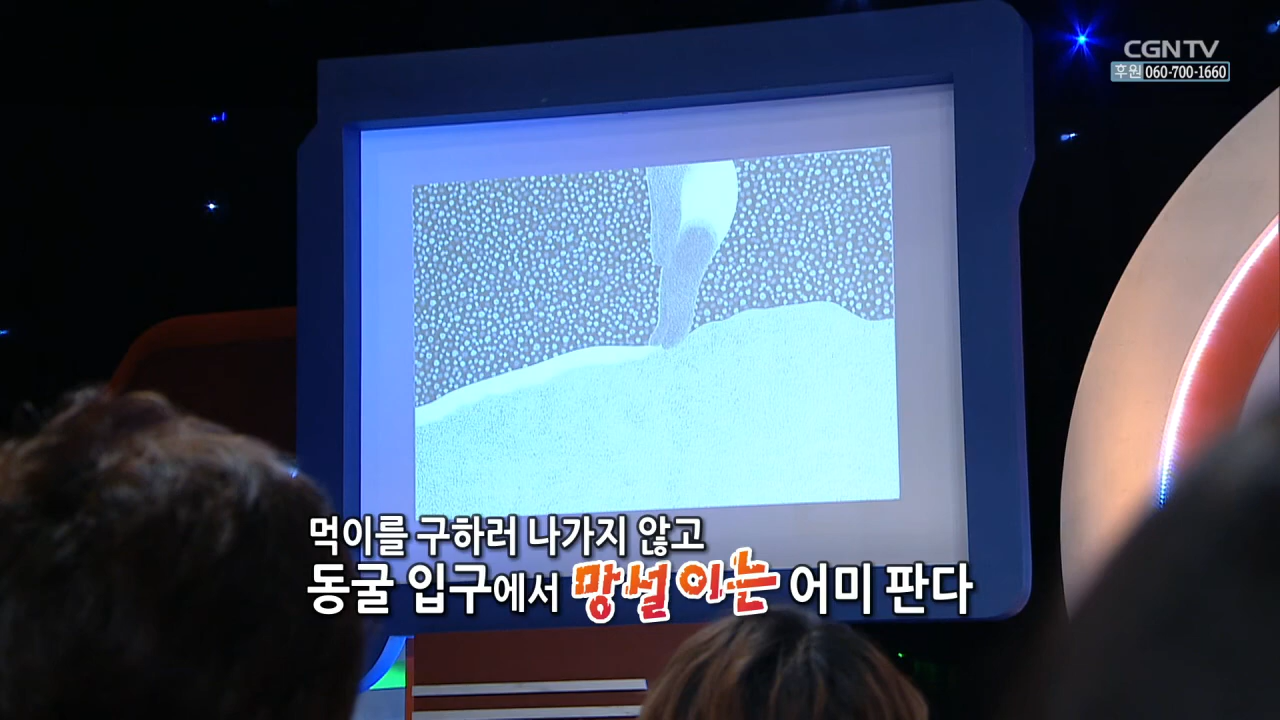 CGNTV
후원 060-700-1660
먹이를 구하러 나가지 않고
동굴 입구에서 망설이는 어미 판다